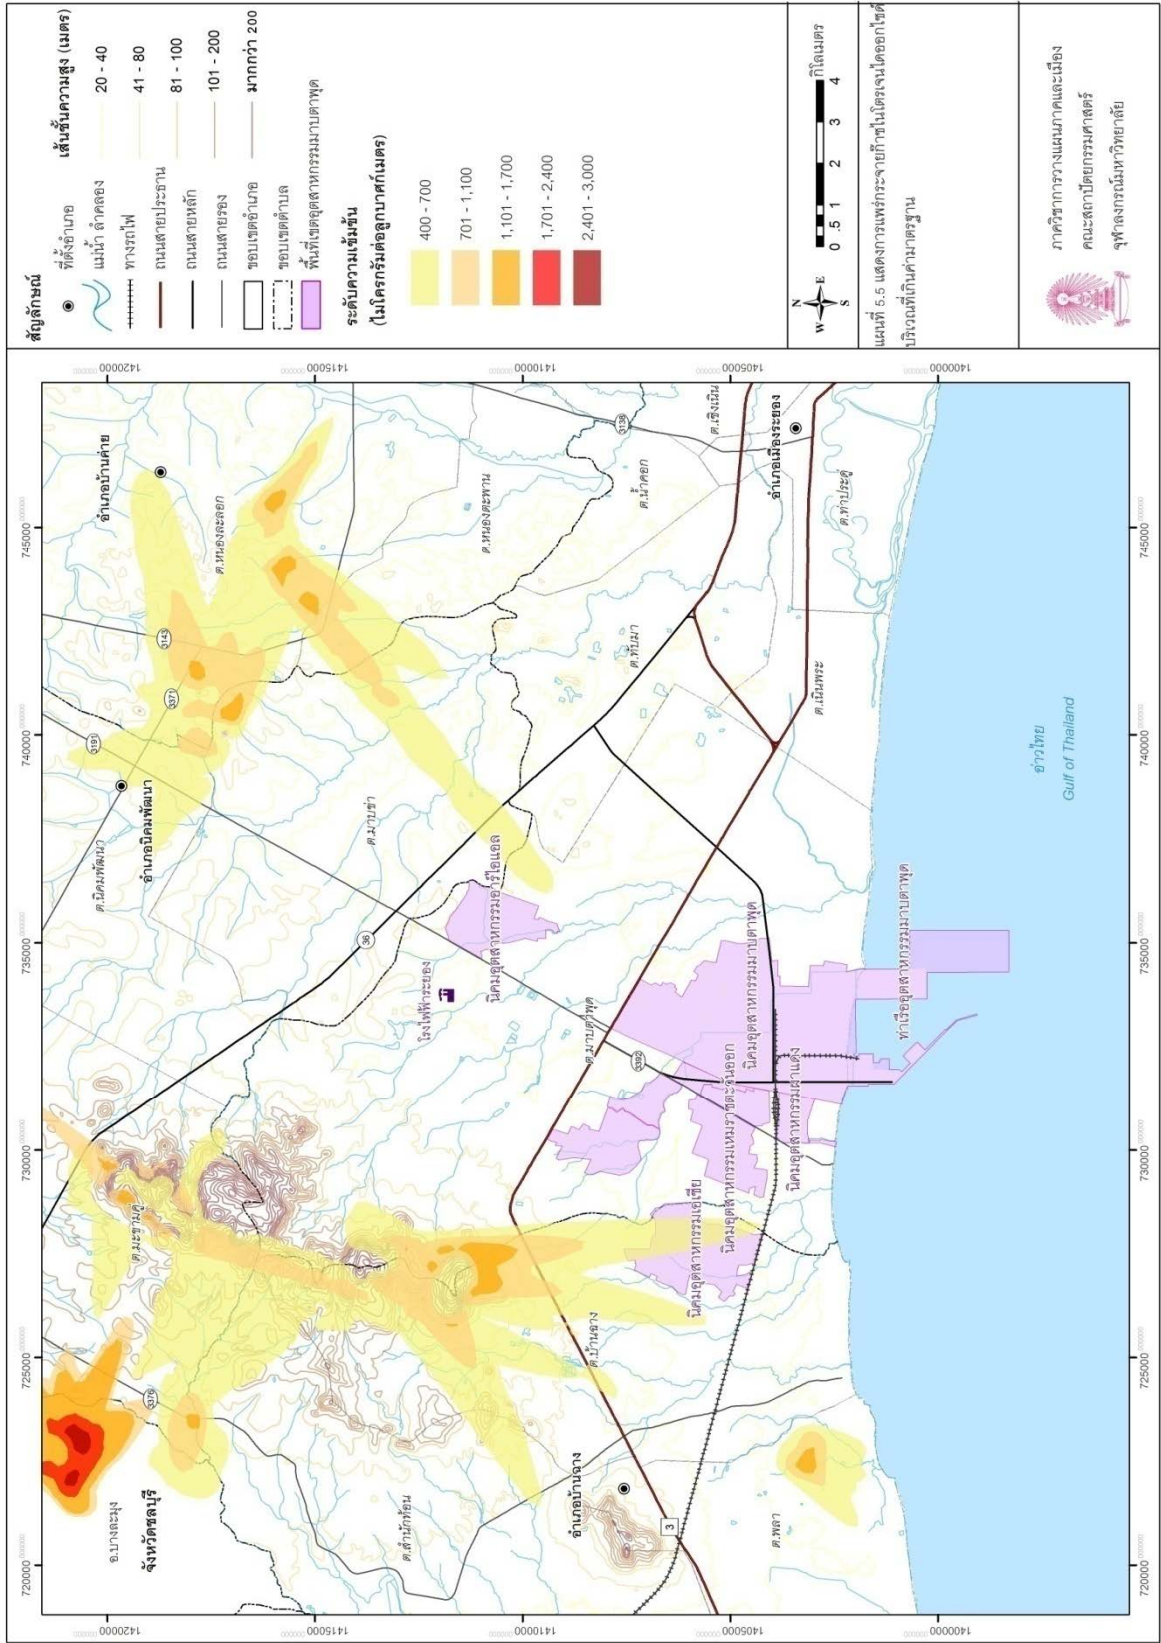 สัญลักษณ์
ที่ตั้งอำเภอ
แม่น้ำ ลำคลอง
ทางรถไฟ
ถนนสายประธาน
ถนนสายหลัก
ถนนสายรอง
ขอบเขตอำเภอ
ขอบเขตตำบล
พื้นที่เขตอุตสาหกรรมมาบตาพุด
เส้นชั้นความสูง (เมตร)
20 - 40
41 - 80
81 - 100
101 - 200
มากกว่า 200
ระดับความเข้มข้น
(ไมโครกรัมต่อลูกบาศก์เมตร)
400 - 700
701 - 1,100
1,101 - 1,700
1,701 - 2,400
2,401 - 3,000
N
W E
S
0 .5 1 2 3 4
กิโลเมตร
แผนที่ 5.5 แสดงการแพร่กระจายก๊าซไนโตรเจนไดออกไซด์
บริเวณที่เกินค่ามาตรฐาน
ภาควิชาการวางแผนภาคและเมือง
คณะสถาปัตยกรรมศาสตร์
จุฬาลงกรณ์มหาวิทยาลัย
720000
725000
730000
735000
740000
745000
1420000
1415000
1410000
1405000
1400000
720000
725000
730000
735000
740000
745000
1420000
1415000
1410000
1405000
1400000
อ.บางละมุง
จังหวัดชลบุรี
3376
ต.มะขามคู่
ต.นิคมพัฒนา
อำเภอนิคมพัฒนา
3191
3371
3143
อำเภอบ้านค่าย
ต.หนองละลอก
ต.สำนักท้อน
36
ต.มาบข่า
ต.หนองตะพาน
โรงไฟฟ้าระยอง
นิคมอุตสาหกรรมอาร์ไอแอล
ต.น้ำคอก
3138
ต.ทับมา
อำเภอบ้านฉาง
ต.บ้านฉาง
ต.มาบตาพุด
3392
3
นิคมอุตสาหกรรมเอเชีย
นิคมอุตสาหกรรมเหมราชตะวันออก
นิคมอุตสาหกรรมมาบตาพุด
นิคมอุตสาหกรรมผาแดง
ต.เชิงเนิน
อำเภอเมืองระยอง
ต.เนินพระ
ต.ท่าประดู่
ต.พลา
ท่าเรืออุตสาหกรรมมาบตาพุด
อ่าวไทย
Gulf of Thailand